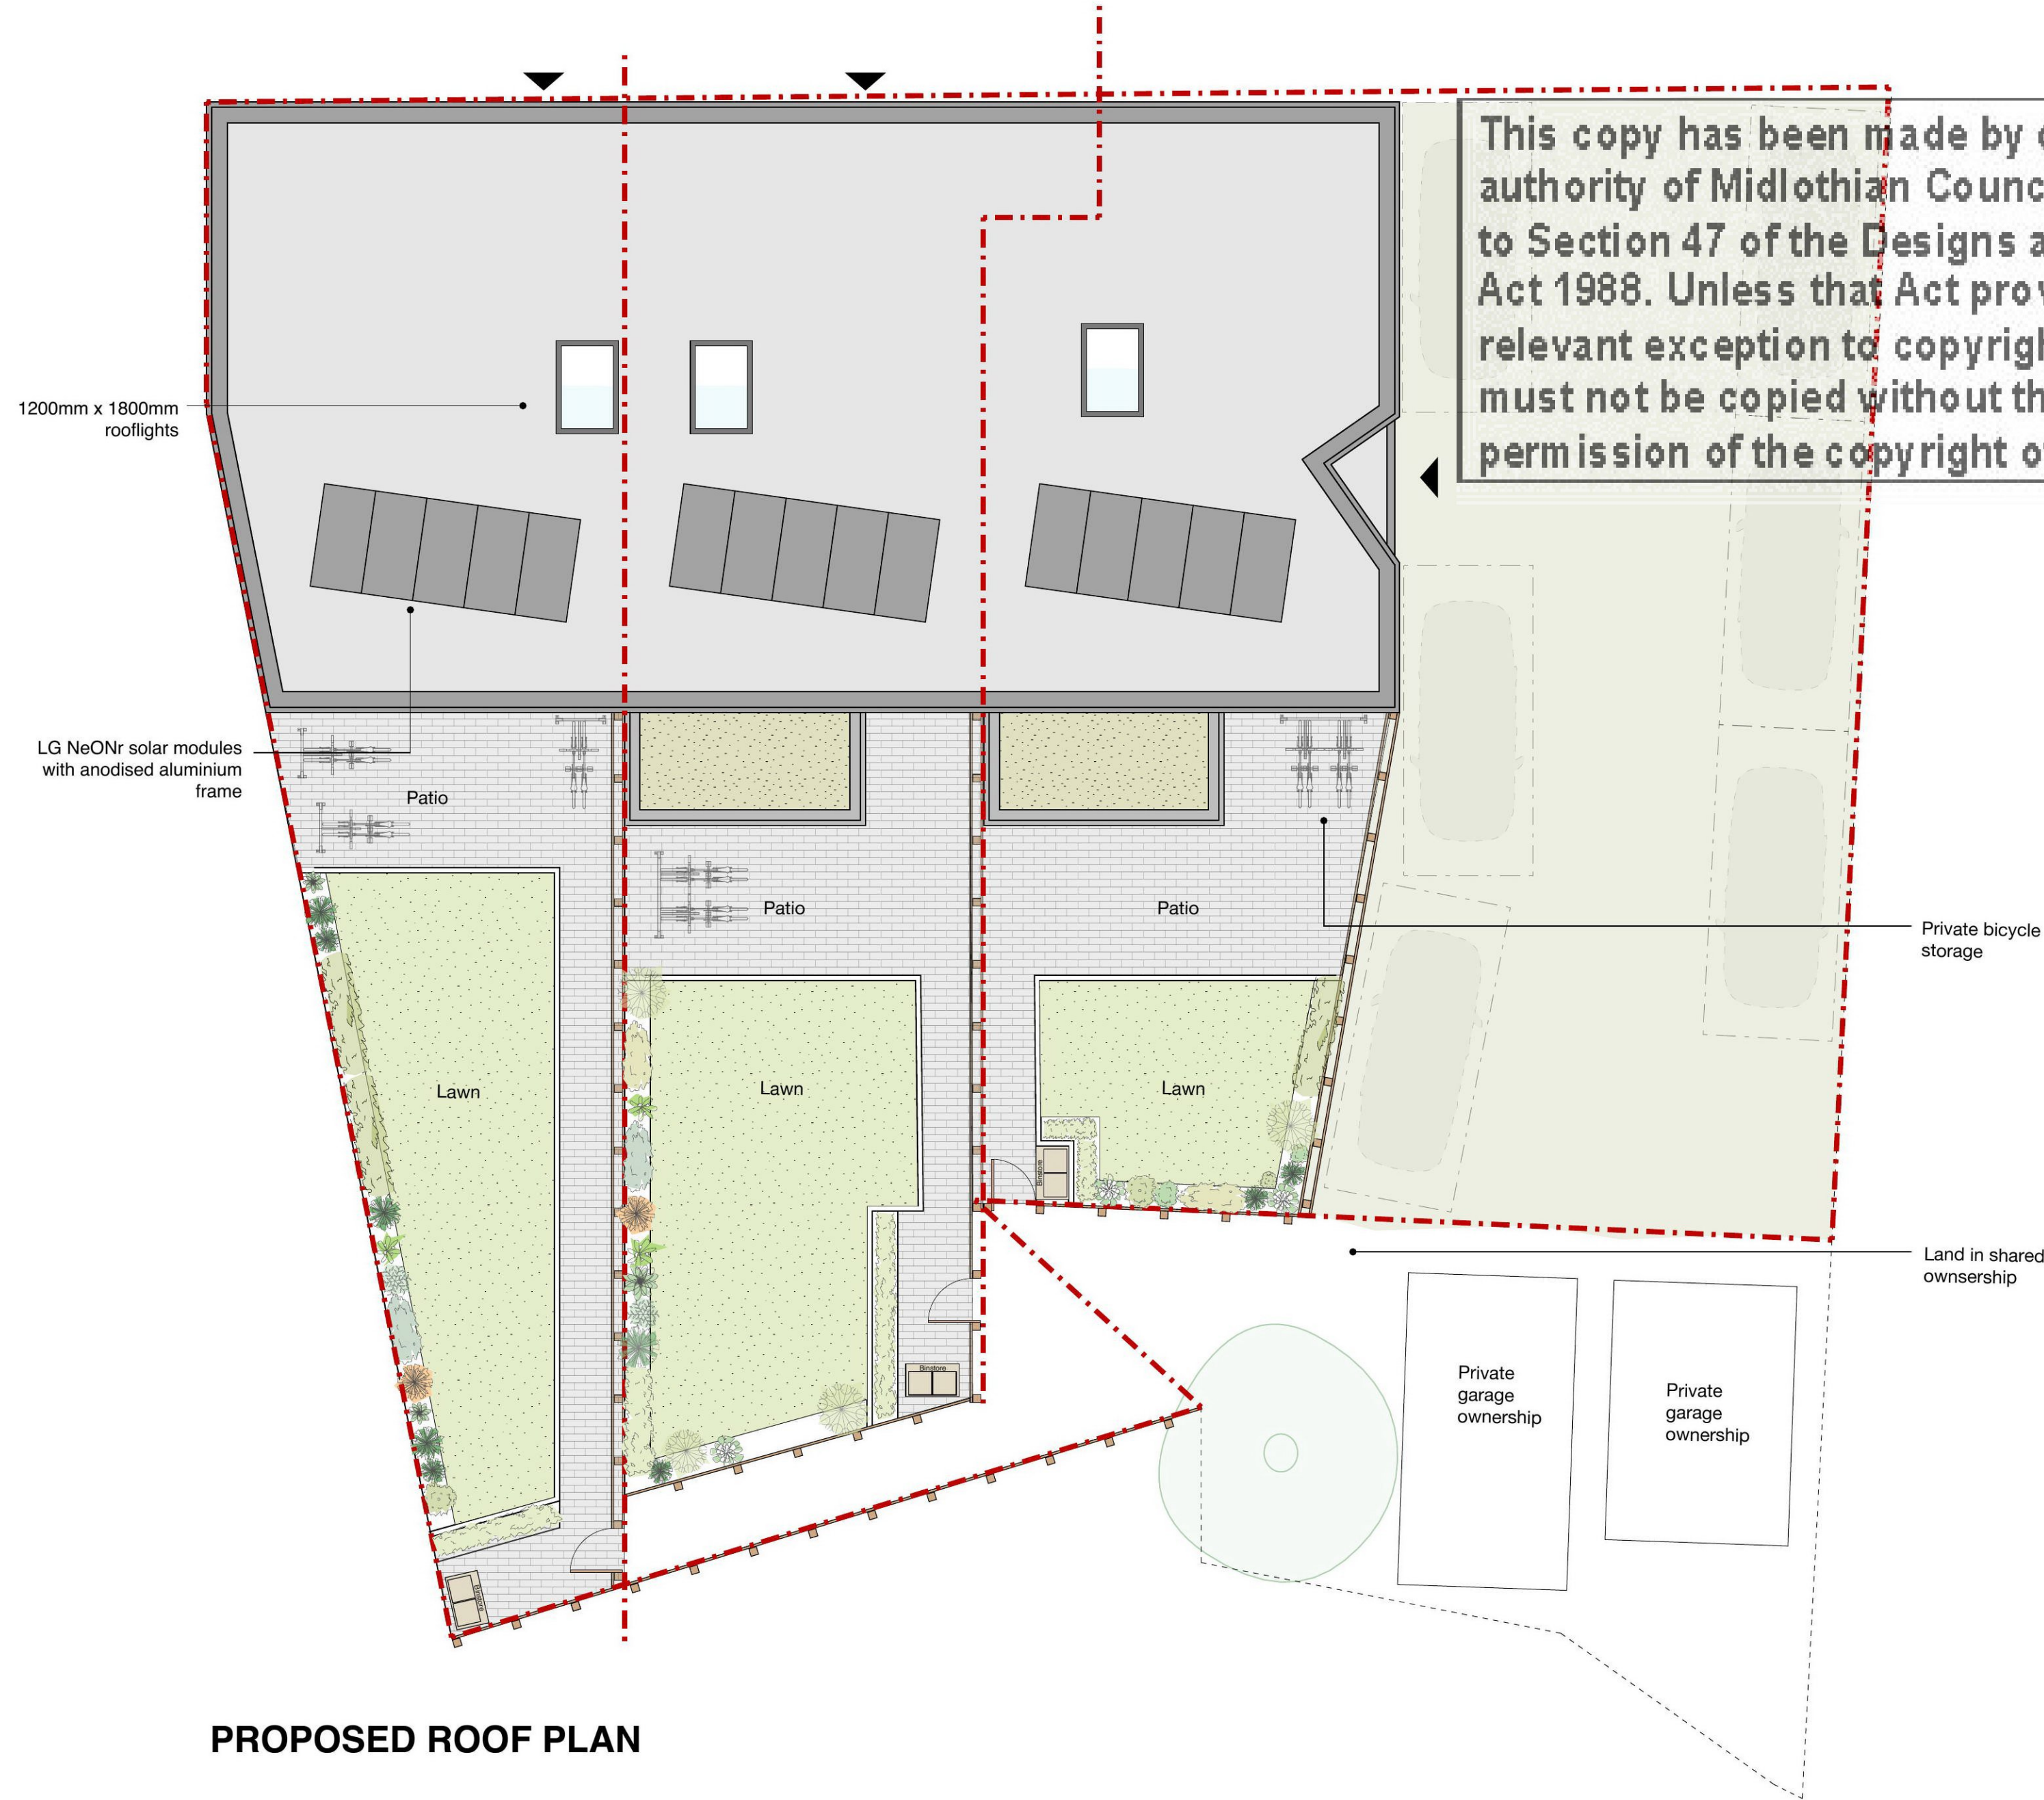 This copy has been made by
authority of Midlothian Counc
to Section 47 of the Designs a
Act 1988. Unless that Act prov
relevant exception to copyrigh
must not be copied without th
permission of the copyright o
1200mm x 1800mm
rooflights
LG NeONr solar modules
with anodised aluminium
frame
Patio
Patio
Patio
Private bicycle
storage
Lawn
Lawn
Lawn
Binstore
Land in shared
ownsership
Binstore
Private
garage
ownership
Private
garage
ownership
Binstore
PROPOSED ROOF PLAN